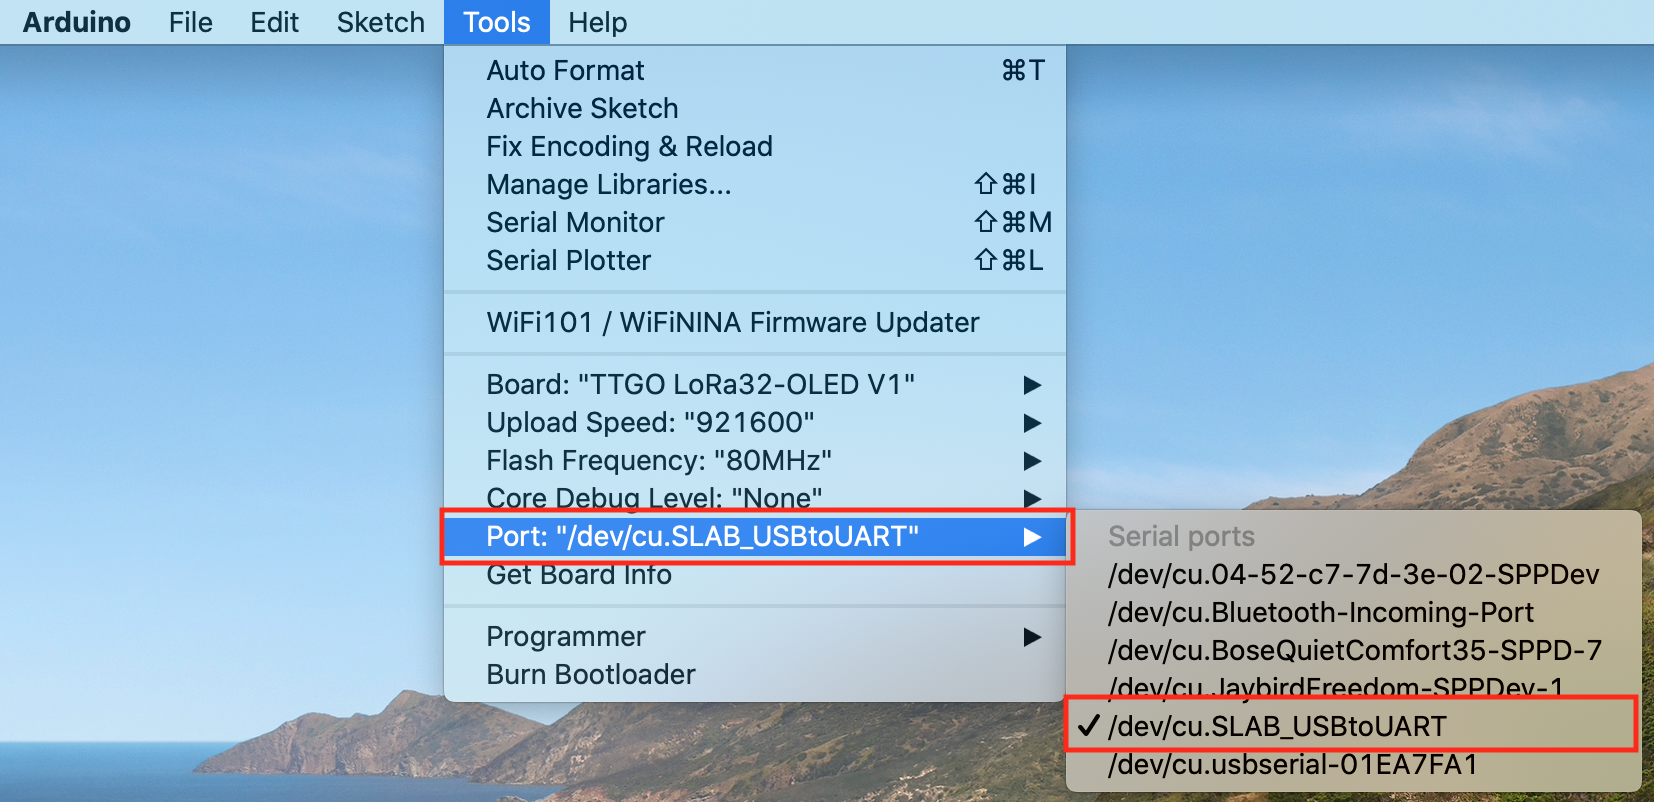 Arduino File Edit Sketch Tools Help
Auto Format ⌘T
Archive Sketch
Fix Encoding & Reload
Manage Libraries... ⇧⌘I
Serial Monitor ⇧⌘M
Serial Plotter ⇧⌘L
WiFi101 / WiFiNINA Firmware Updater
Board: "TTGO LoRa32-OLED V1"
Upload Speed: "921600"
Flash Frequency: "80MHz"
Core Debug Level: "None"
Port: "/dev/cu.SLAB_USBtoUART"
Get Board Info
Programmer
Burn Bootloader
Serial ports
/dev/cu.04-52-c7-7d-3e-02-SPPDev
/dev/cu.Bluetooth-Incoming-Port
/dev/cu.BoseQuietComfort35-SPPD-7
/dev/cu.JaybirdFreedom-SPPDev-1
✓ /dev/cu.SLAB_USBtoUART
/dev/cu.usbserial-01EA7FA1